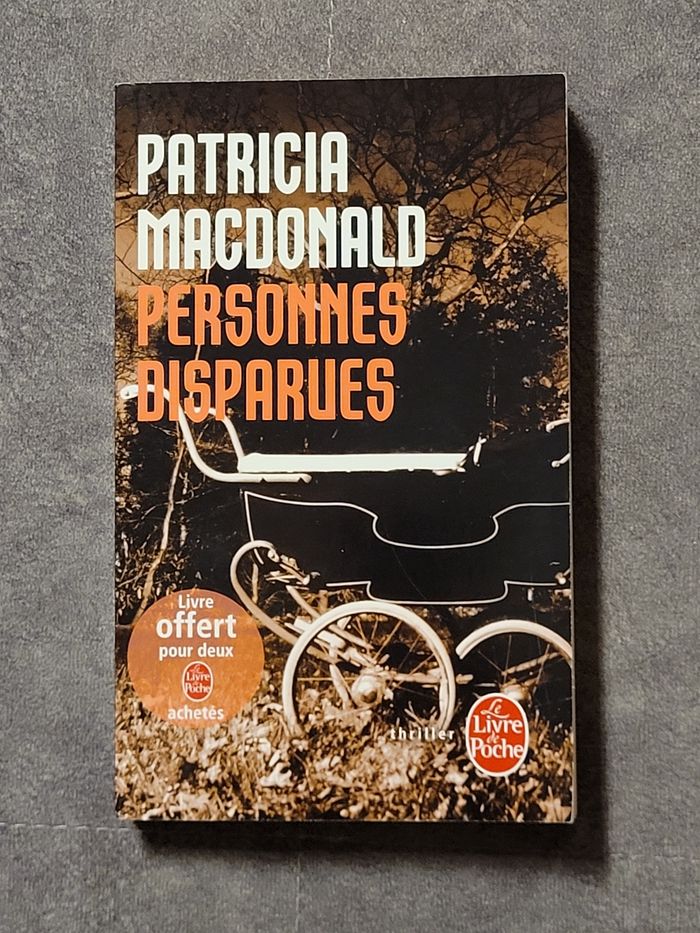 PATRICIA
MACDONALD
PERSONNES
DISPARUES
Livre
offert
pour deux
Le
Livre
de
Poche
achetés
thriller
Le
Livre
de
Poche